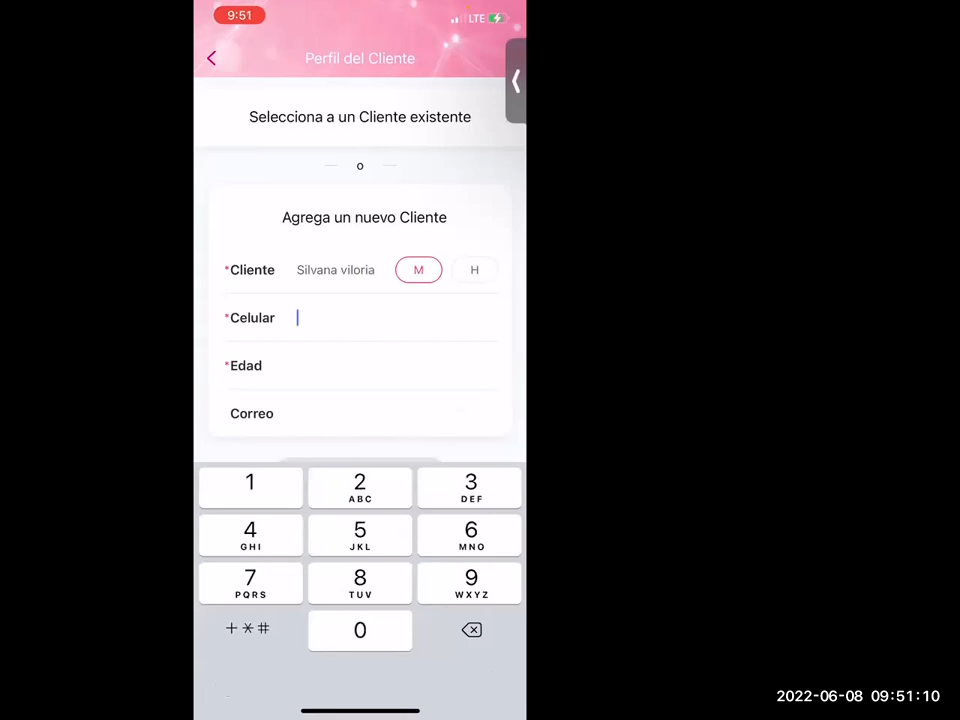 9:51
LTE
Perfil del Cliente
Selecciona a un Cliente existente
o
Agrega un nuevo Cliente
*Cliente Silvana viloria M H
*Celular
*Edad
Correo
1 2 3
ABC DEF
4 5 6
GHI JKL MNO
7 8 9
PQRS TUV WXYZ
+*# 0
2022-06-08 09:51:10